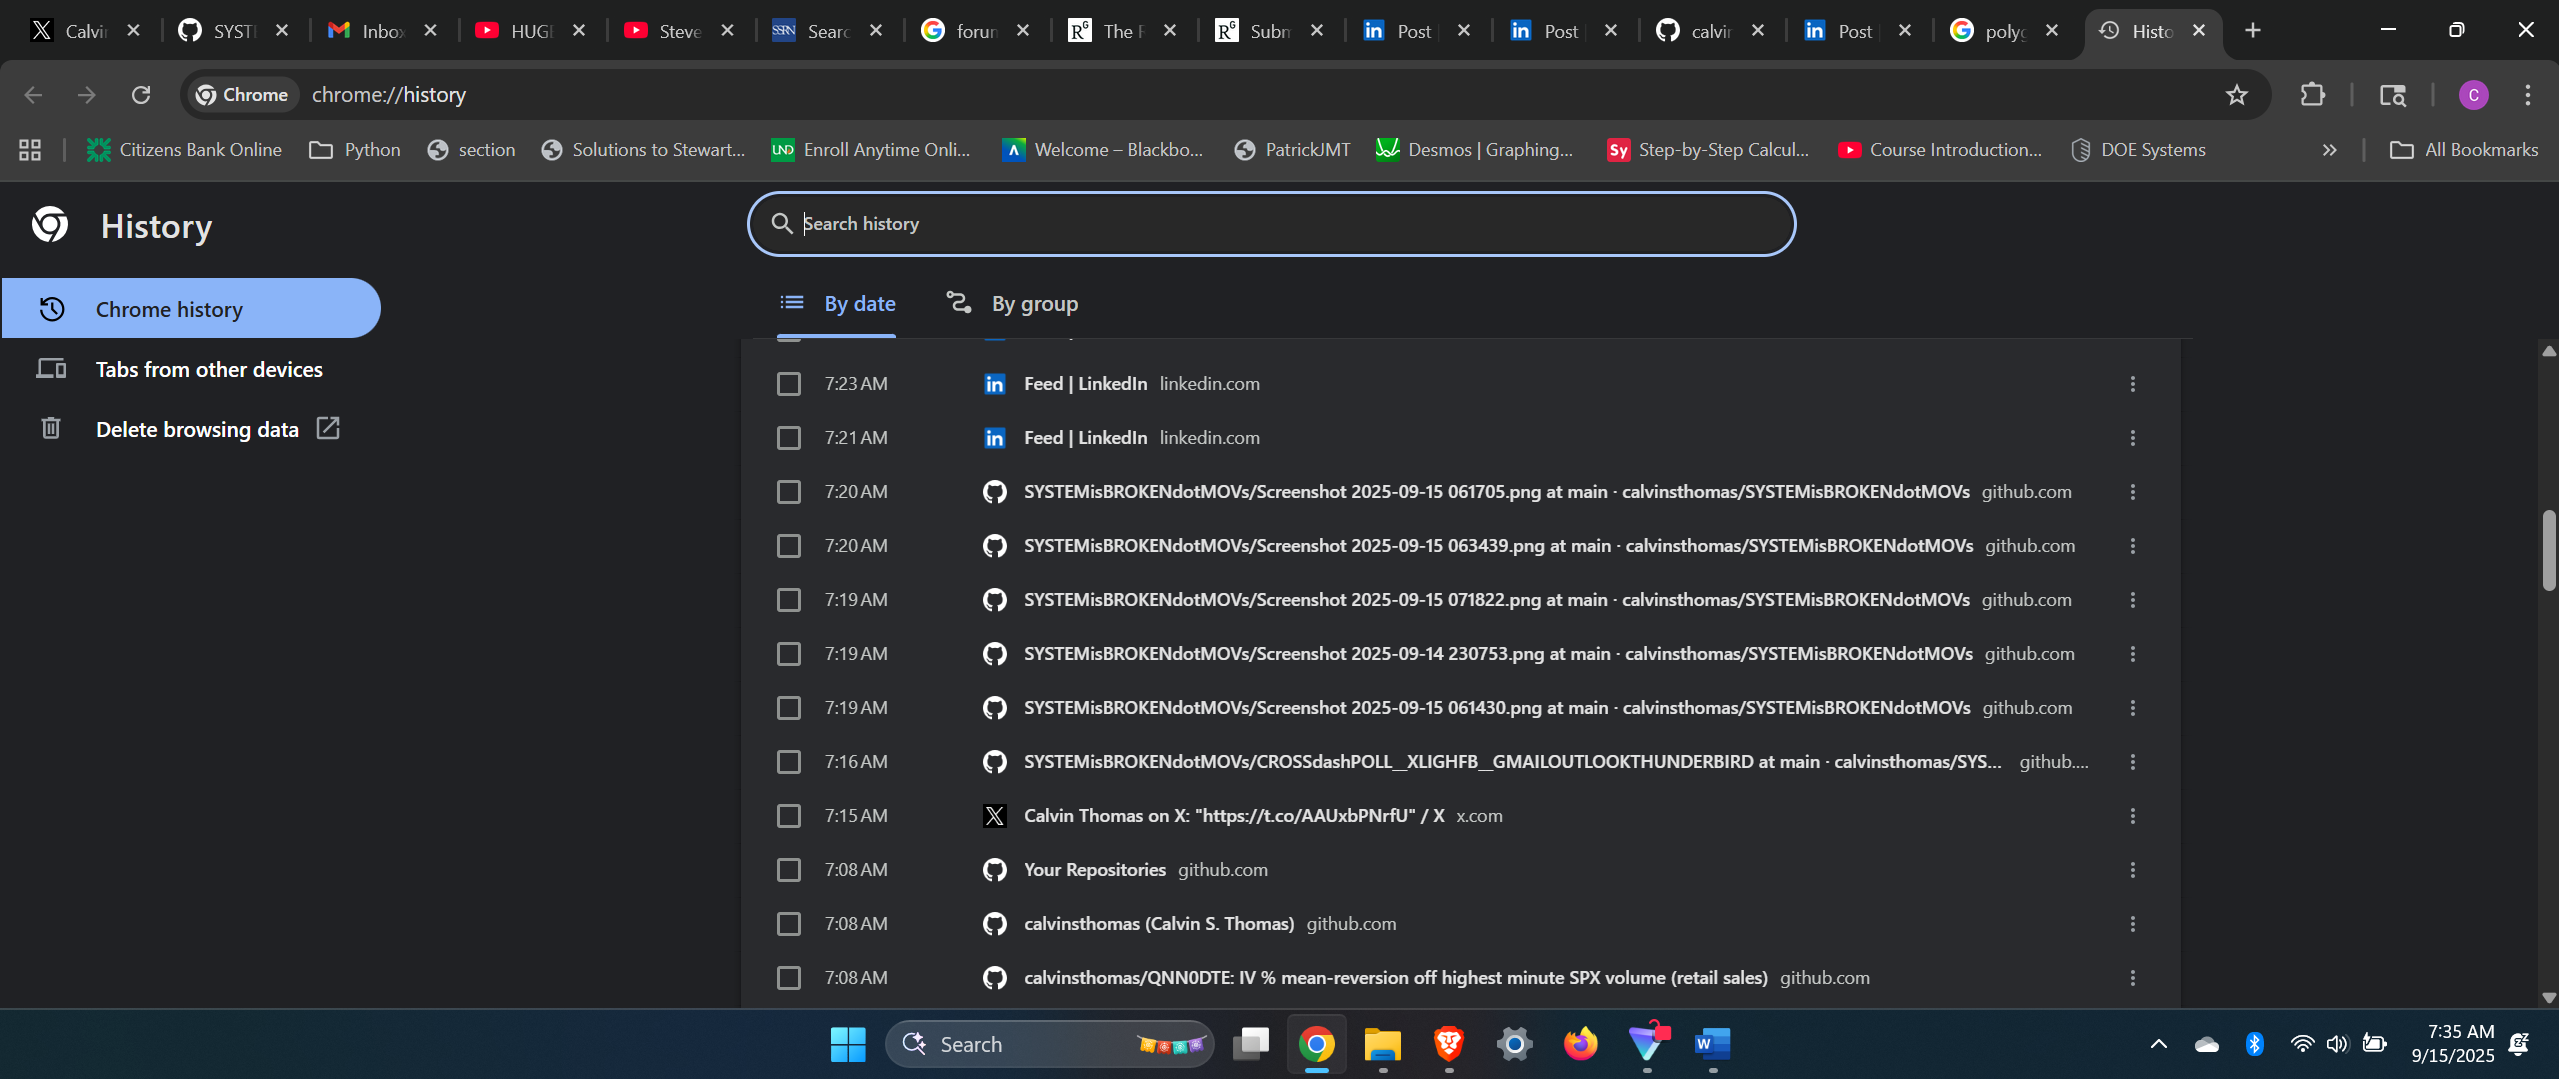 Calvi
SYSTE
Inbo
HUGE
Steve
SSRN
Searc
forun
The R
Subm
Post
Post
calvin
Post
polyg
Histo
Chrome
chrome://history
C
Citizens Bank Online
Python
section
Solutions to Stewart...
UND
Enroll Anytime Onli...
Welcome – Blackbo...
PatrickJMT
Desmos | Graphing...
Sy
Step-by-Step Calcul...
Course Introduction...
DOE Systems
All Bookmarks
History
Search history
Chrome history
Tabs from other devices
Delete browsing data
By date
By group
7:23 AM Feed | LinkedIn linkedin.com
7:21 AM Feed | LinkedIn linkedin.com
7:20 AM SYSTEMisBROKENdotMOVs/Screenshot 2025-09-15 061705.png at main · calvinsthomas/SYSTEMisBROKENdotMOVs github.com
7:20 AM SYSTEMisBROKENdotMOVs/Screenshot 2025-09-15 063439.png at main · calvinsthomas/SYSTEMisBROKENdotMOVs github.com
7:19 AM SYSTEMisBROKENdotMOVs/Screenshot 2025-09-15 071822.png at main · calvinsthomas/SYSTEMisBROKENdotMOVs github.com
7:19 AM SYSTEMisBROKENdotMOVs/Screenshot 2025-09-14 230753.png at main · calvinsthomas/SYSTEMisBROKENdotMOVs github.com
7:19 AM SYSTEMisBROKENdotMOVs/Screenshot 2025-09-15 061430.png at main · calvinsthomas/SYSTEMisBROKENdotMOVs github.com
7:16 AM SYSTEMisBROKENdotMOVs/CROSSdashPOLL__XLIGHFB__GMAILOUTLOOKTHUNDERBIRD at main · calvinsthomas/SYS... github....
7:15 AM Calvin Thomas on X: "https://t.co/AAUxbPNrfU" / X x.com
7:08 AM Your Repositories github.com
7:08 AM calvinsthomas (Calvin S. Thomas) github.com
7:08 AM calvinsthomas/QNN0DTE: IV % mean-reversion off highest minute SPX volume (retail sales) github.com
Search
7:35 AM
9/15/2025